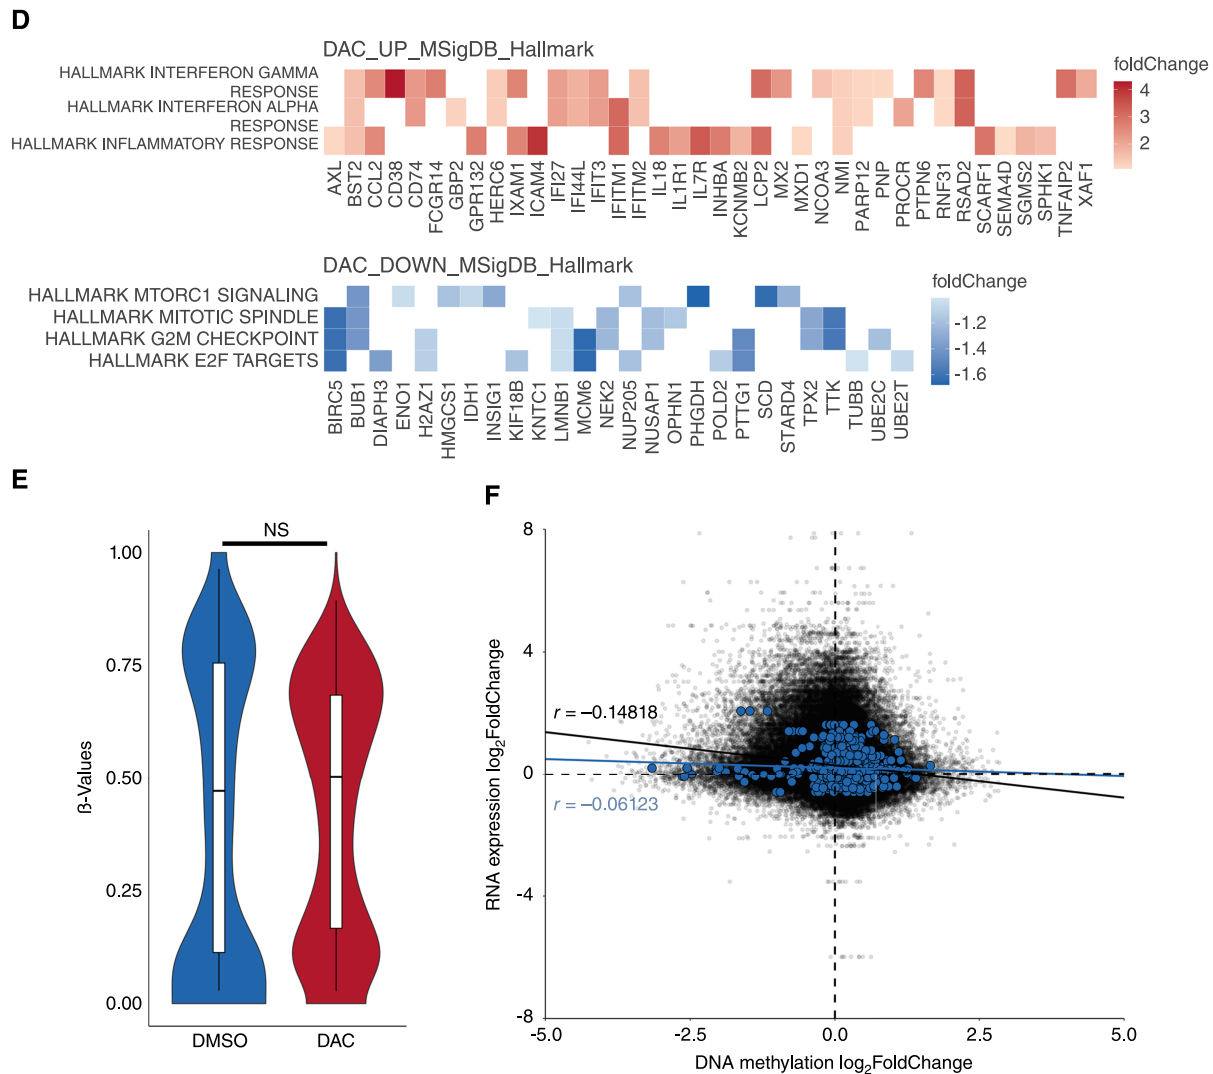 D
DAC_UP_MSigDB_Hallmark
HALLMARK INTERFERON GAMMA
RESPONSE
HALLMARK INTERFERON ALPHA
RESPONSE
HALLMARK INFLAMMATORY RESPONSE
AXL
BST2
CCL2
CD38
CD74
FCGR14
GBP2
GPR132
HERC6
IXAM1
ICAM4
IFI27
IFI44L
IFIT3
IFITM1
IFITM2
IL18
IL1R1
IL7R
INHBA
KCNMB2
LCP2
MX2
MXD1
NCOA3
NMI
PARP12
PNP
PROCR
PTPN6
RNF31
RSAD2
SCARF1
SEMA4D
SGMS2
SPHK1
TNFAIP2
XAF1
foldChange
4
3
2
DAC_DOWN_MSigDB_Hallmark
HALLMARK MTORC1 SIGNALING
HALLMARK MITOTIC SPINDLE
HALLMARK G2M CHECKPOINT
HALLMARK E2F TARGETS
BIRC5
BUB1
DIAPH3
ENO1
H2AZ1
HMGCS1
IDH1
INSIG1
KIF18B
KNTC1
LMNB1
MCM6
NEK2
NUP205
NUSAP1
OPHN1
PHGDH
POLD2
PTTG1
SCD
STARD4
TPX2
TTK
TUBB
UBE2C
UBE2T
foldChange
-1.2
-1.4
-1.6
E
NS
1.00
0.75
0.50
0.25
0.00
ß-Values
DMSO
DAC
F
8
4
0
-4
-8
RNA expression log2FoldChange
r = −0.14818
r = −0.06123
-5.0
-2.5
0.0
2.5
5.0
DNA methylation log2FoldChange